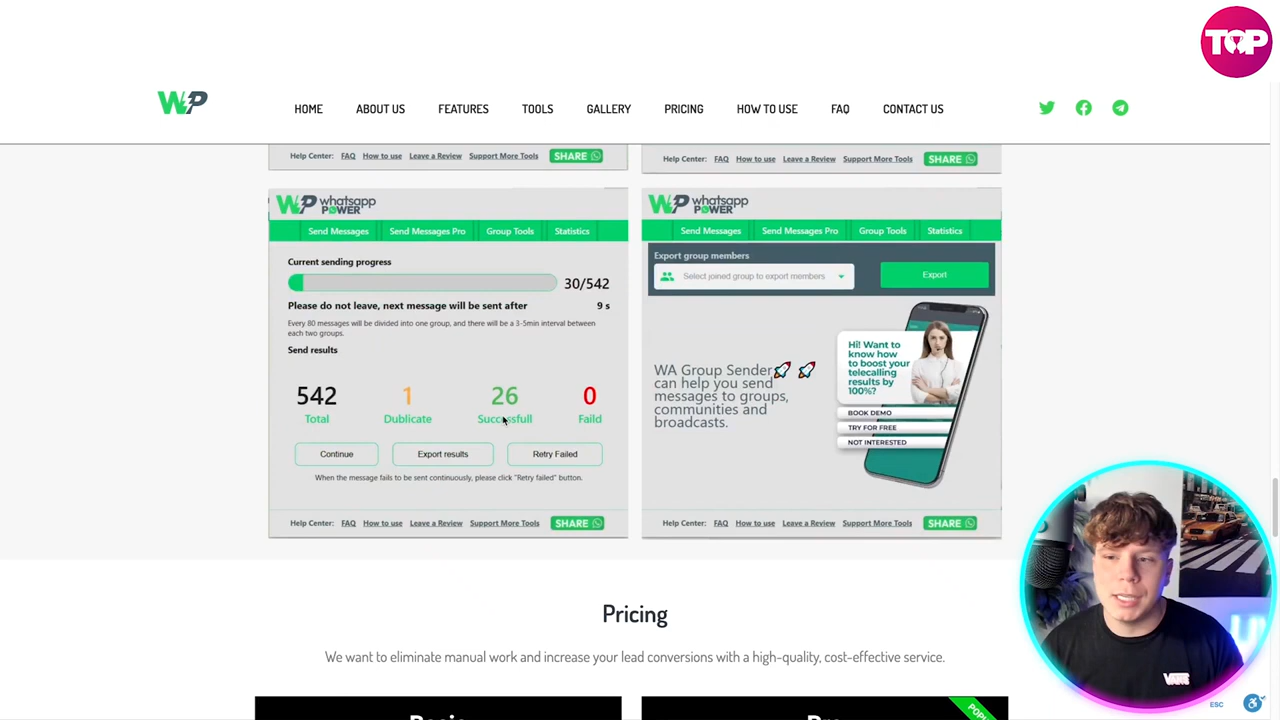 TOP
WP
HOME
ABOUT US
FEATURES
TOOLS
GALLERY
PRICING
HOW TO USE
FAQ
CONTACT US
Help Center: FAQ How to use Leave a Review Support More Tools SHARE
Help Center: FAQ How to use Leave a Review Support More Tools SHARE
WP whatsapp
POWER
Send Messages Send Messages Pro Group Tools Statistics
Current sending progress
30/542
Please do not leave, next message will be sent after 9 s
Every 80 messages will be divided into one group, and there will be a 3-5min interval between
each two groups.
Send results
542 1 26 0
Total Dublicate Successfull Faild
Continue Export results Retry Failed
When the message fails to be sent continuously, please click "Retry failed" button.
Help Center: FAQ How to use Leave a Review Support More Tools SHARE
WP whatsapp
POWER
Send Messages Send Messages Pro Group Tools Statistics
Export group members
Select joined group to export members Export
WA Group Sender
can help you send
messages to groups,
communities and
broadcasts.
Hi! Want to
know how
to boost your
telecalling
results by
100%?
BOOK DEMO
TRY FOR FREE
NOT INTERESTED
Help Center: FAQ How to use Leave a Review Support More Tools SHARE
Pricing
We want to eliminate manual work and increase your lead conversions with a high-quality, cost-effective service.
Basic
Pro
VANS
ESC